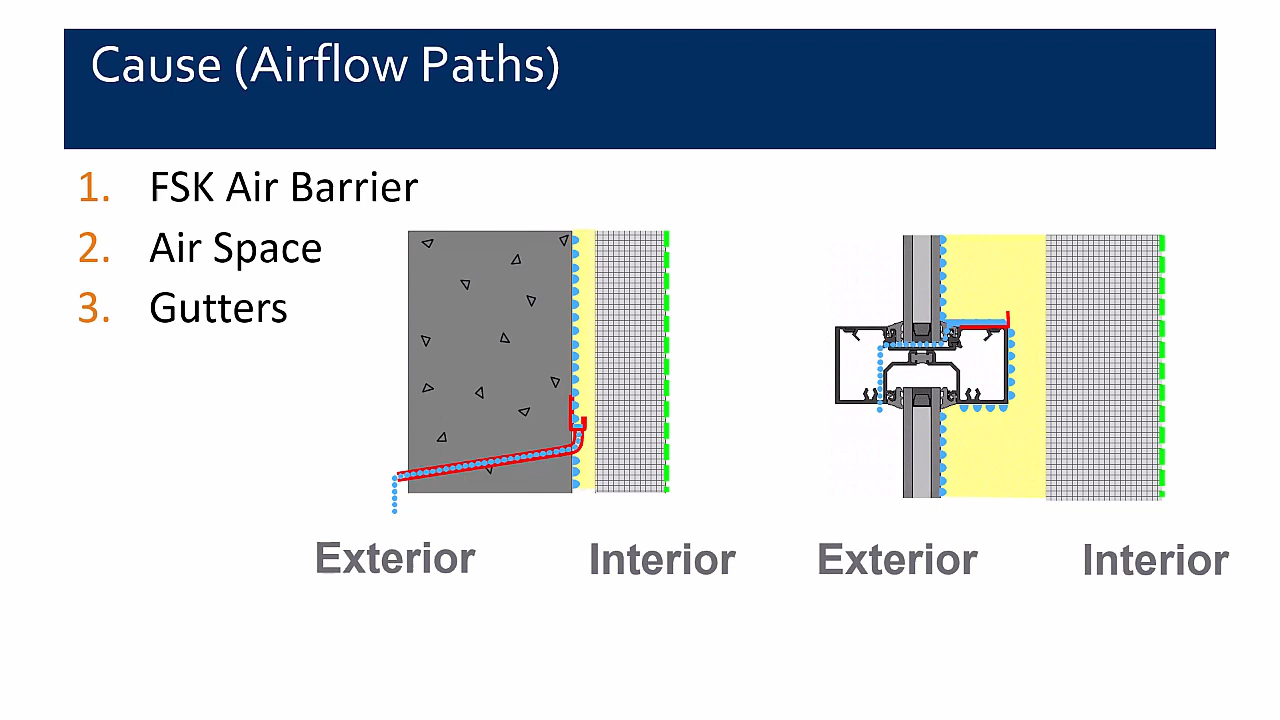 Cause (Airflow Paths)
1. FSK Air Barrier
2. Air Space
3. Gutters
Exterior Interior Exterior Interior